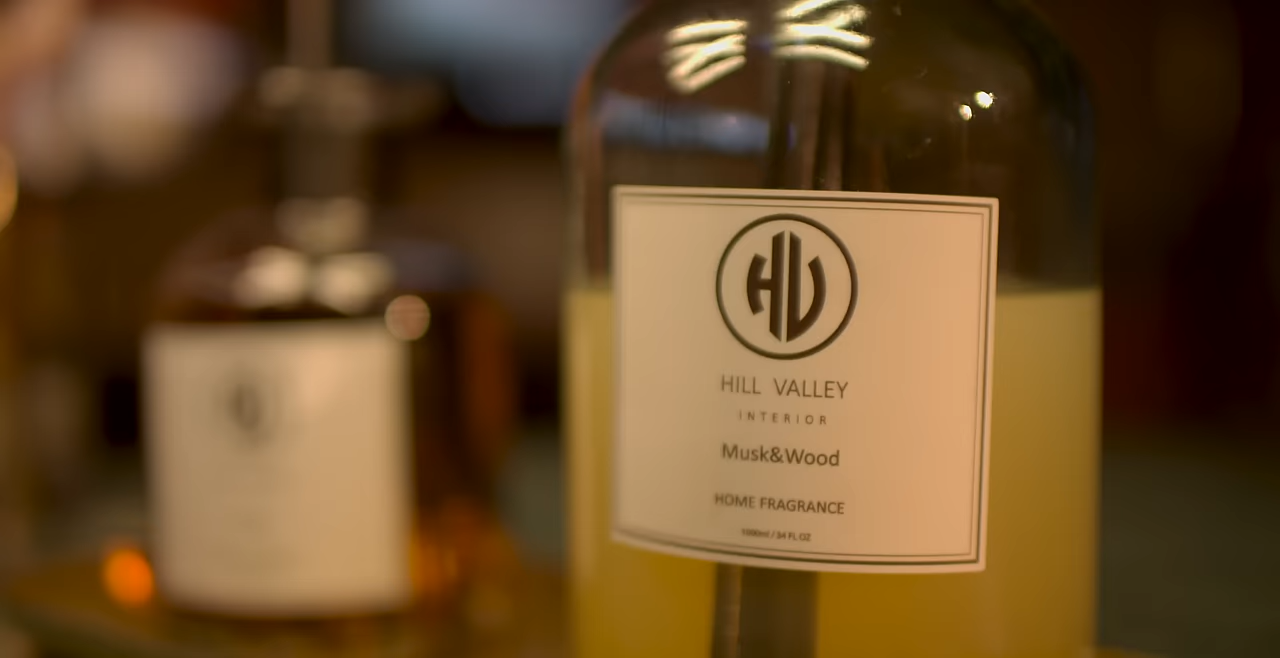 HV
HILL VALLEY
INTERIOR
Musk&Wood
HOME FRAGRANCE
1000ml / 34 FL OZ